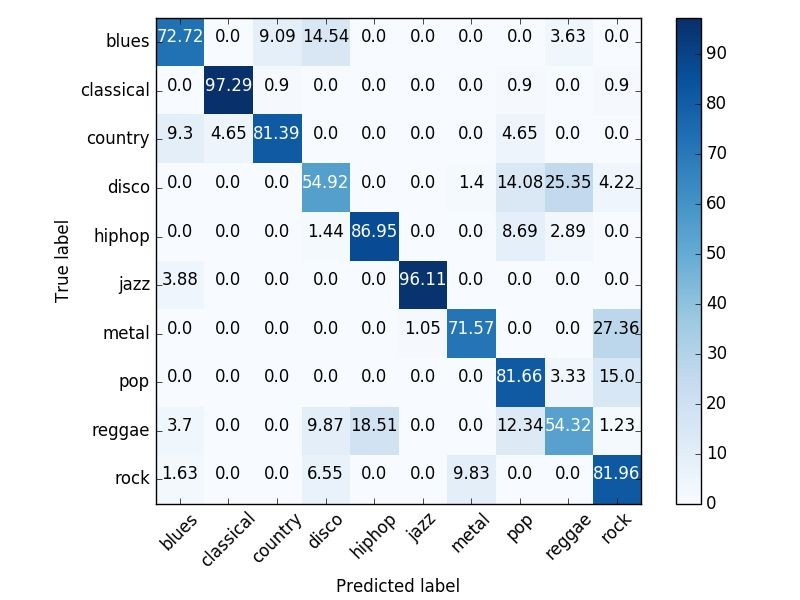 blues 72.72 0.0 9.09 14.54 0.0 0.0 0.0 0.0 3.63 0.0
classical 0.0 97.29 0.9 0.0 0.0 0.0 0.0 0.9 0.0 0.9
country 9.3 4.65 81.39 0.0 0.0 0.0 0.0 4.65 0.0 0.0
disco 0.0 0.0 0.0 54.92 0.0 0.0 1.4 14.08 25.35 4.22
hiphop 0.0 0.0 0.0 1.44 86.95 0.0 0.0 8.69 2.89 0.0
jazz 3.88 0.0 0.0 0.0 0.0 96.11 0.0 0.0 0.0 0.0
metal 0.0 0.0 0.0 0.0 0.0 1.05 71.57 0.0 0.0 27.36
pop 0.0 0.0 0.0 0.0 0.0 0.0 0.0 81.66 3.33 15.0
reggae 3.7 0.0 0.0 9.87 18.51 0.0 0.0 12.34 54.32 1.23
rock 1.63 0.0 0.0 6.55 0.0 0.0 9.83 0.0 0.0 81.96
blues classical country disco hiphop jazz metal pop reggae rock
Predicted label
True label
90
80
70
60
50
40
30
20
10
0